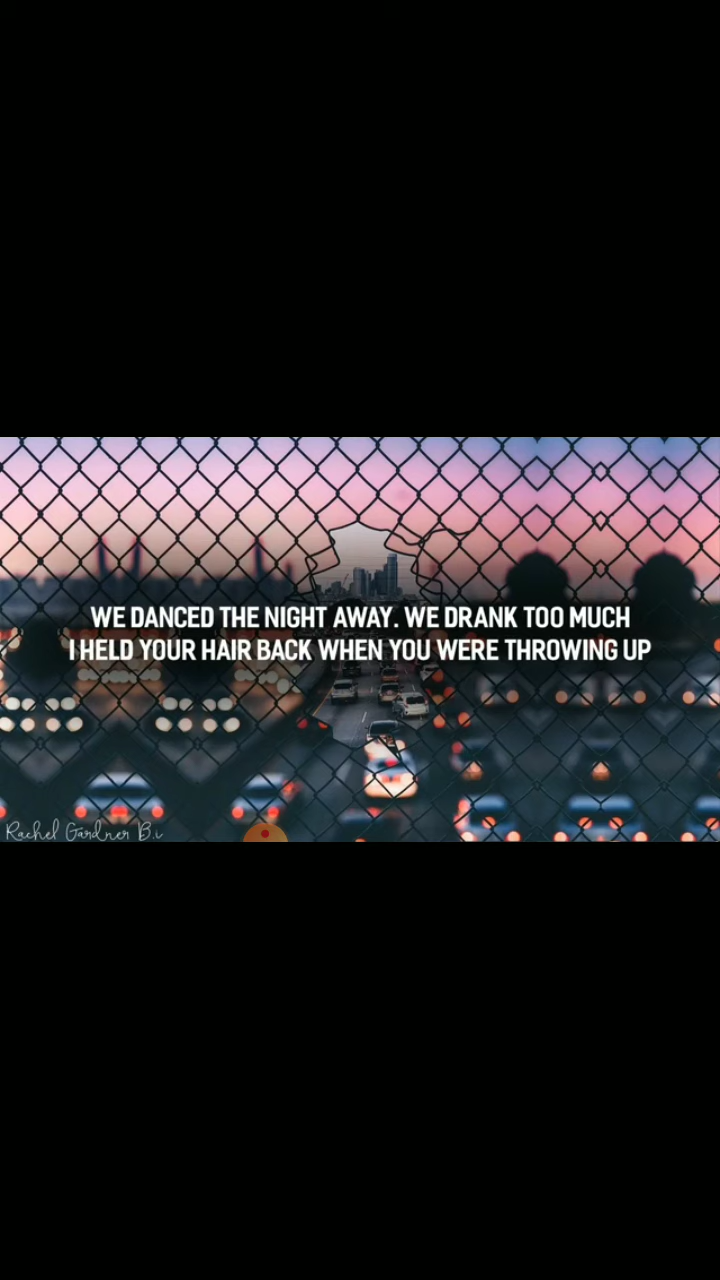 WE DANCED THE NIGHT AWAY. WE DRANK TOO MUCH
I HELD YOUR HAIR BACK WHEN YOU WERE THROWING UP
Rachel Gardner B.i